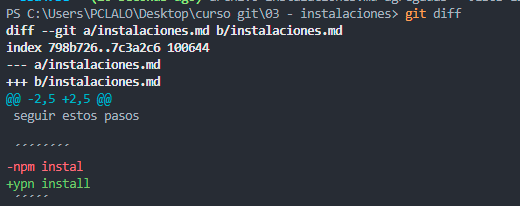 PS C:\Users\PCLALO\Desktop\curso git\03 - instalaciones> git diff
diff --git a/instalaciones.md b/instalaciones.md
index 798b726..7c3a2c6 100644
--- a/instalaciones.md
+++ b/instalaciones.md
@@ -2,5 +2,5 @@
 seguir estos pasos
 ´´´´´´´´
-npm instal
+ypn install
 ´´´´´